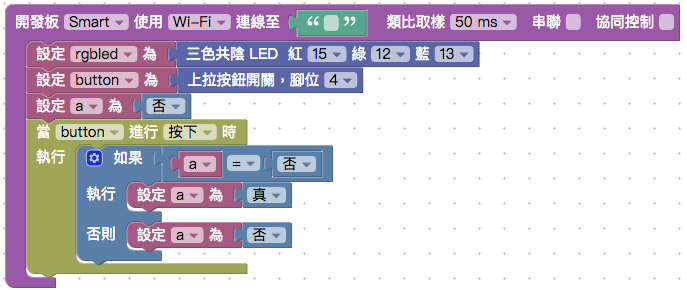 開發板 Smart 使用 Wi-Fi 連線至 “ ” 類比取樣 50 ms 串聯 協同控制
設定 rgbled 為 三色共陰 LED 紅 15 綠 12 藍 13
設定 button 為 上拉按鈕開關，腳位 4
設定 a 為 否
當 button 進行 按下 時
執行 如果 a = 否
執行 設定 a 為 真
否則 設定 a 為 否